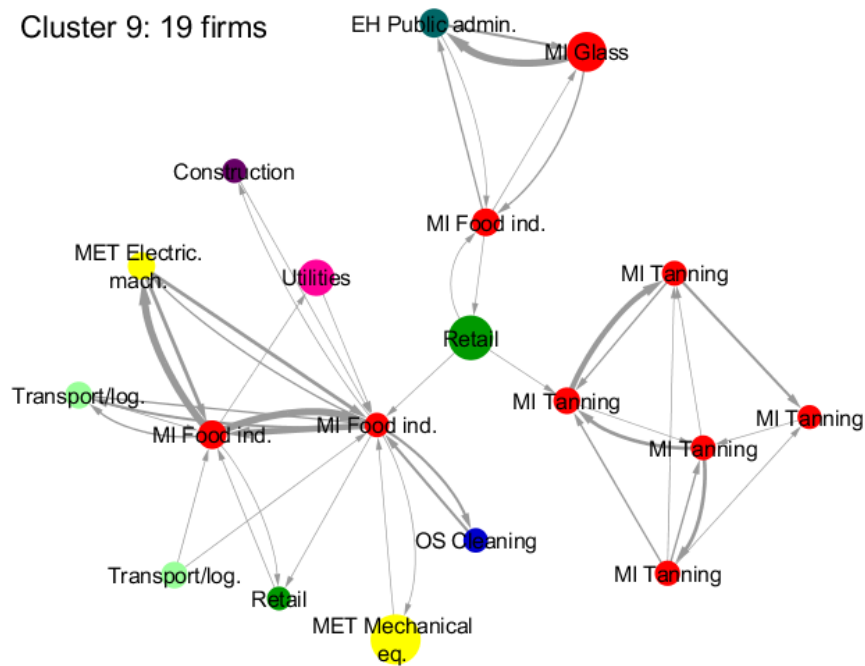 Cluster 9: 19 firms
EH Public admin.
MI Glass
Construction
MI Food ind.
MET Electric.
mach.
Utilities
MI Tanning
Retail
Transport/log.
MI Tanning
MI Food ind.
MI Food ind.
MI Tanning
MI Tanning
OS Cleaning
Transport/log.
MI Tanning
Retail
MET Mechanical
eq.